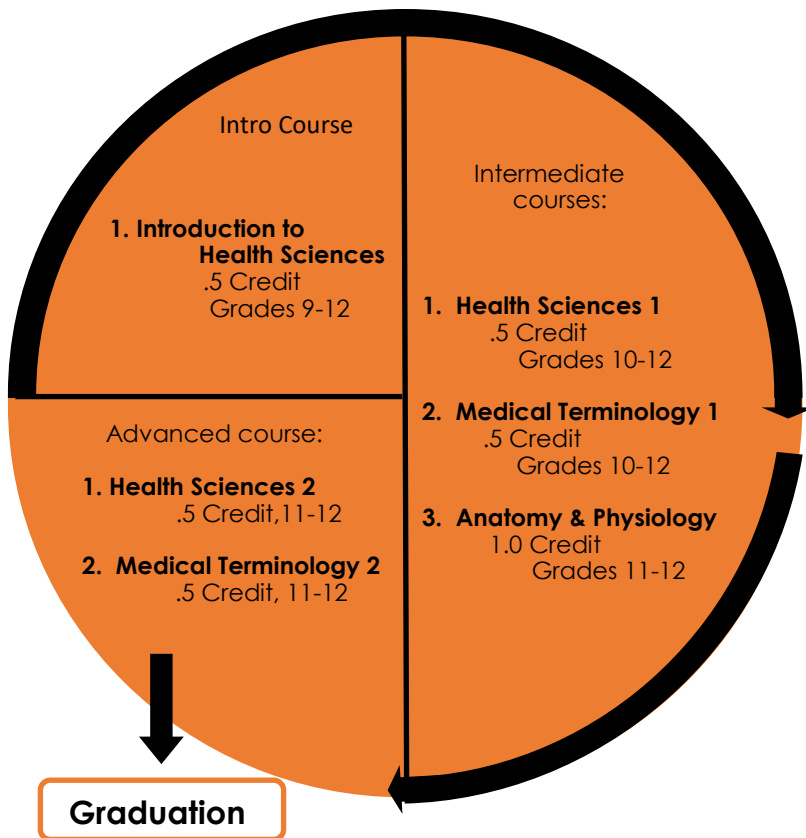 Intro Course
1. Introduction to
Health Sciences
.5 Credit
Grades 9-12
Intermediate
courses:
1. Health Sciences 1
.5 Credit
Grades 10-12
2. Medical Terminology 1
.5 Credit
Grades 10-12
3. Anatomy & Physiology
1.0 Credit
Grades 11-12
Advanced course:
1. Health Sciences 2
.5 Credit,11-12
2. Medical Terminology 2
.5 Credit, 11-12
Graduation